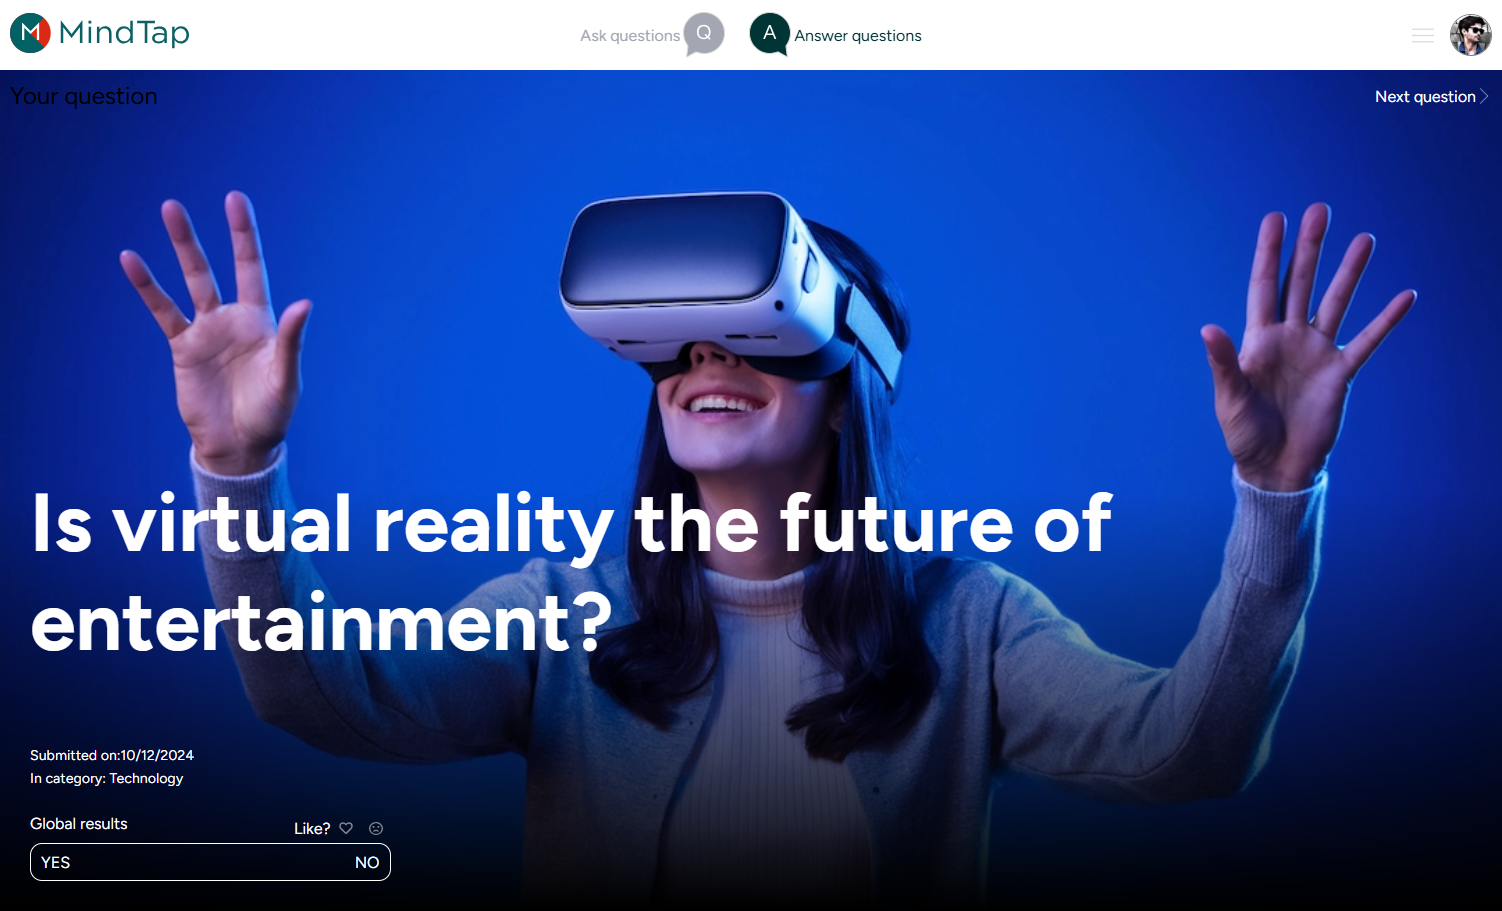 M MindTap
Ask questions Q
A Answer questions
Your question
Next question
Is virtual reality the future of
entertainment?
Submitted on:10/12/2024
In category: Technology
Global results
Like?
YES NO